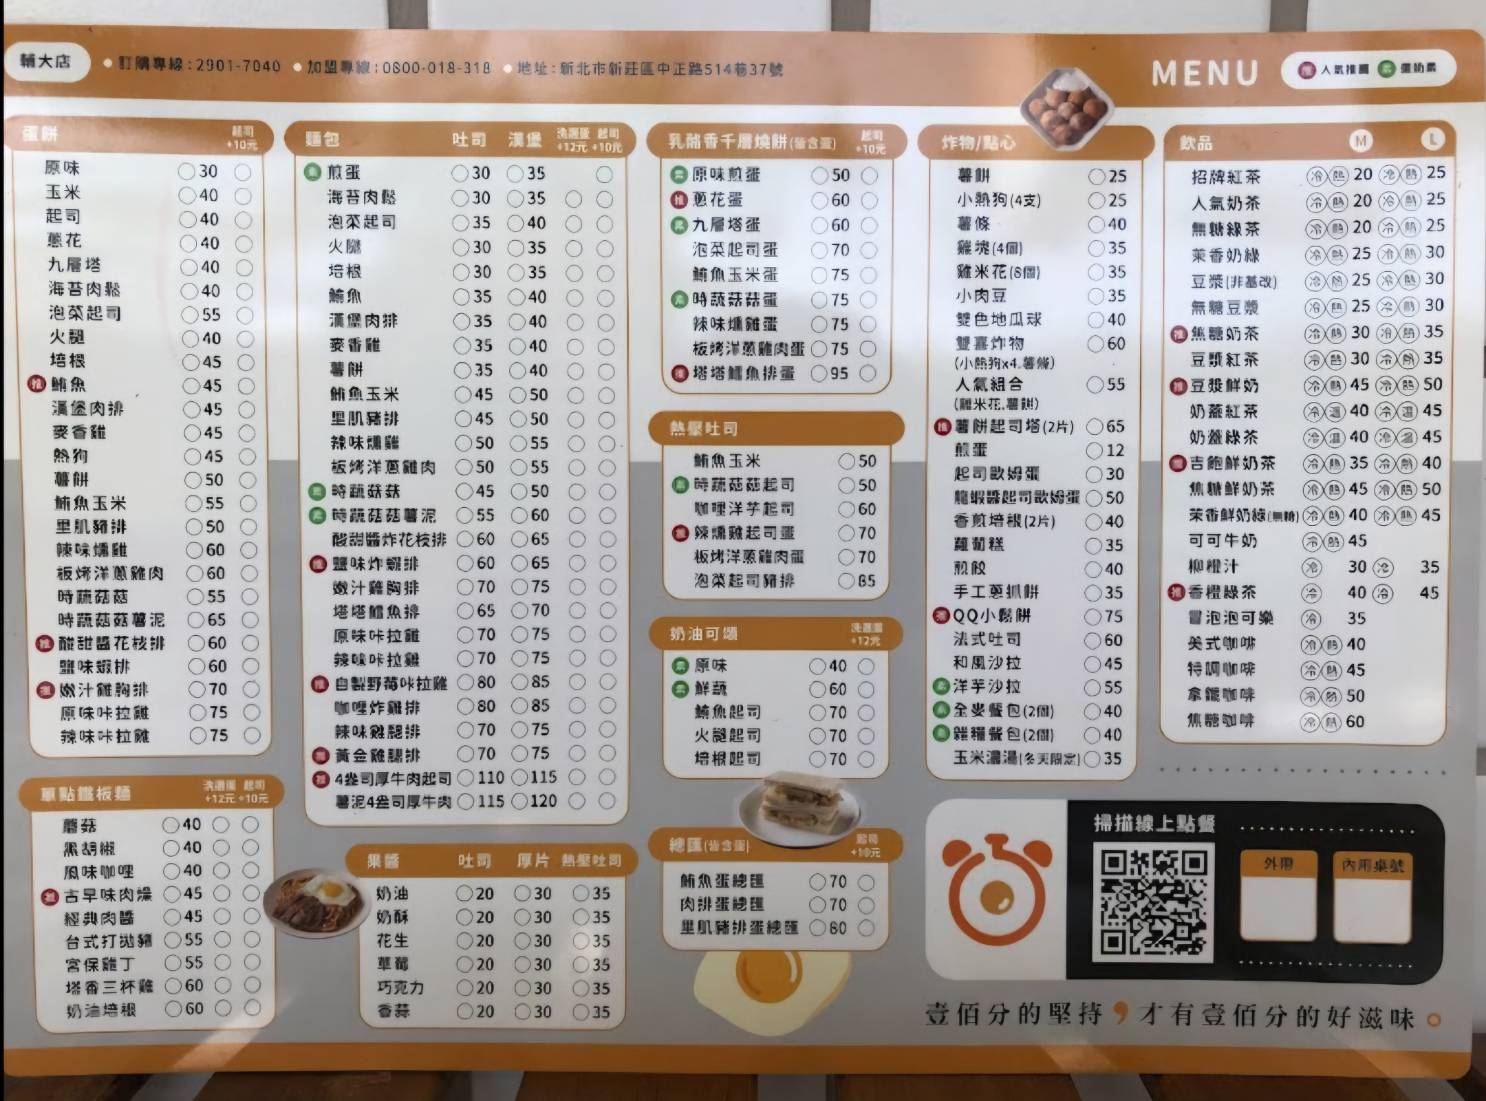 輔大店 ●訂購專線:2901-7040 ●加盟專線:0800-018-318 ●地址:新北市新莊區中正路514巷37號 MENU 推 人氣推薦 素 蛋奶素
蛋餅 起司+10元
原味 30
玉米 40
起司 40
蔥花 40
九層塔 40
海苔肉鬆 40
泡菜起司 55
火腿 40
培根 45
推 鮪魚 45
漢堡肉排 45
麥香雞 45
熱狗 45
薯餅 50
鮪魚玉米 55
里肌豬排 50
辣味燻雞 60
板烤洋蔥雞肉 60
時蔬菇菇 55
時蔬菇菇薯泥 65
推 酸甜醬花枝排 60
鹽味蝦排 60
推 嫩汁雞胸排 70
原味咔拉雞 75
辣味咔拉雞 75
單點鐵板麵 洗選蛋+12元 起司+10元
蘑菇 40
黑胡椒 40
風味咖哩 40
推 古早味肉燥 45
經典肉醬 45
台式打拋豬 55
宮保雞丁 55
塔香三杯雞 60
奶油培根 60
麵包 吐司 漢堡 洗選蛋+12元 起司+10元
素 煎蛋 30 35
海苔肉鬆 30 35
泡菜起司 35 40
火腿 30 35
培根 30 35
鮪魚 35 40
漢堡肉排 35 40
麥香雞 35 40
薯餅 35 40
鮪魚玉米 45 50
里肌豬排 45 50
辣味燻雞 50 55
板烤洋蔥雞肉 50 55
素 時蔬菇菇 45 50
素 時蔬菇菇薯泥 55 60
酸甜醬炸花枝排 60 65
推 鹽味炸蝦排 60 65
嫩汁雞胸排 70 75
塔塔鱈魚排 65 70
原味咔拉雞 70 75
辣味咔拉雞 70 75
推 自製野莓咔拉雞 80 85
咖哩炸雞排 80 85
辣味雞腿排 70 75
推 黃金雞腿排 70 75
推 4盎司厚牛肉起司 110 115
薯泥4盎司厚牛肉 115 120
果醬 吐司 厚片 熱壓吐司
奶油 20 30 35
奶酥 20 30 35
花生 20 30 35
草莓 20 30 35
巧克力 20 30 35
香蒜 20 30 35
乳酪香千層燒餅(皆含蛋) 起司+10元
素 原味煎蛋 50
推 蔥花蛋 60
素 九層塔蛋 60
泡菜起司蛋 70
鮪魚玉米蛋 75
素 時蔬菇菇蛋 75
辣味燻雞蛋 75
板烤洋蔥雞肉蛋 75
推 塔塔鱈魚排蛋 95
熱壓吐司
鮪魚玉米 50
素 時蔬菇菇起司 50
咖哩洋芋起司 60
推 辣燻雞起司蛋 70
板烤洋蔥雞肉蛋 70
泡菜起司豬排 85
奶油可頌 洗選蛋+12元
素 原味 40
素 鮮蔬 60
鮪魚起司 70
火腿起司 70
培根起司 70
總匯(皆含蛋) 起司+10元
鮪魚蛋總匯 70
肉排蛋總匯 70
里肌豬排蛋總匯 80
炸物/點心
薯餅 25
小熱狗(4支) 25
薯條 40
雞塊(4個) 35
雞米花(8個) 35
小肉豆 35
雙色地瓜球 40
雙喜炸物 60
(小熱狗x4.薯條)
人氣組合 55
(雞米花.薯餅)
推 薯餅起司塔(2片) 65
煎蛋 12
起司歐姆蛋 30
龍蝦醬起司歐姆蛋 50
香煎培根(2片) 40
蘿蔔糕 35
煎餃 40
手工蔥抓餅 35
推 QQ小鬆餅 75
法式吐司 60
和風沙拉 45
素 洋芋沙拉 55
素 全麥餐包(2個) 40
素 雜糧餐包(2個) 40
玉米濃湯(冬天限定) 35
飲品 M L
招牌紅茶 冷 熱 20 冷 熱 25
人氣奶茶 冷 熱 20 冷 熱 25
無糖綠茶 冷 熱 20 冷 熱 25
茉香奶綠 冷 熱 25 冷 熱 30
豆漿(非基改) 冷 熱 25 冷 熱 30
無糖豆漿 冷 熱 25 冷 熱 30
推 焦糖奶茶 冷 熱 30 冷 熱 35
豆漿紅茶 冷 熱 30 冷 熱 35
推 豆漿鮮奶 冷 熱 45 冷 熱 50
奶蓋紅茶 冷 溫 40 冷 溫 45
奶蓋綠茶 冷 溫 40 冷 溫 45
推 吉飽鮮奶茶 冷 熱 35 冷 熱 40
焦糖鮮奶茶 冷 熱 45 冷 熱 50
茉香鮮奶綠(無糖) 冷 熱 40 冷 熱 45
可可牛奶 冷 熱 45
柳橙汁 冷 30 冷 35
推 香橙綠茶 冷 40 冷 45
冒泡泡可樂 冷 35
美式咖啡 冷 熱 40
特調咖啡 冷 熱 45
拿鐵咖啡 冷 熱 50
焦糖咖啡 冷 熱 60
掃描線上點餐
外帶 內用桌號
壹佰分的堅持,才有壹佰分的好滋味。